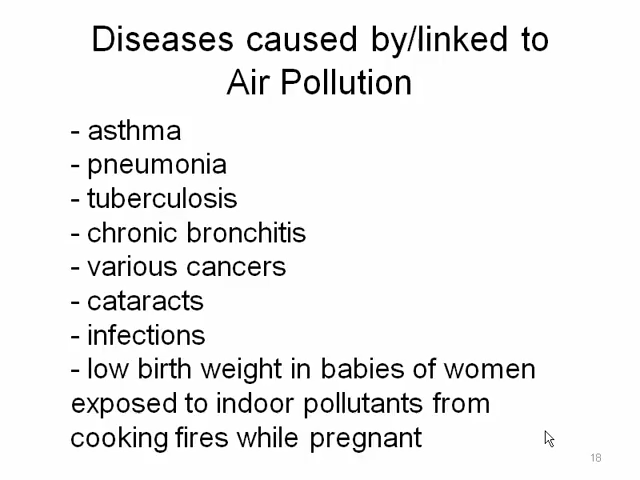 Diseases caused by/linked to
Air Pollution
- asthma
- pneumonia
- tuberculosis
- chronic bronchitis
- various cancers
- cataracts
- infections
- low birth weight in babies of women
exposed to indoor pollutants from
cooking fires while pregnant
18